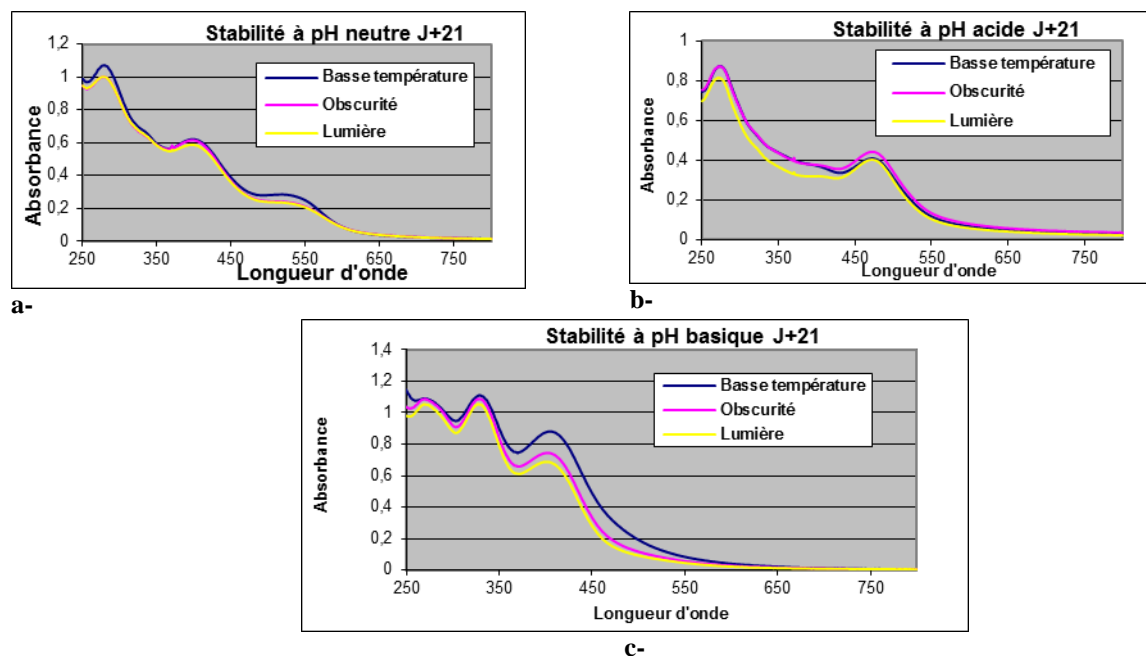 Stabilité à pH neutre J+21
1,2
1
0,8
0,6
0,4
0,2
0
Absorbance
Basse température
Obscurité
Lumière
250 350 450 550 650 750
Longueur d'onde
a-
Stabilité à pH acide J+21
1
0,8
0,6
0,4
0,2
0
Absorbance
Basse température
Obscurité
Lumière
250 350 450 550 650 750
Longueur d'onde
b-
Stabilité à pH basique J+21
1,4
1,2
1
0,8
0,6
0,4
0,2
0
Absorbance
Basse température
Obscurité
Lumière
250 350 450 550 650 750
Longueur d'onde
c-